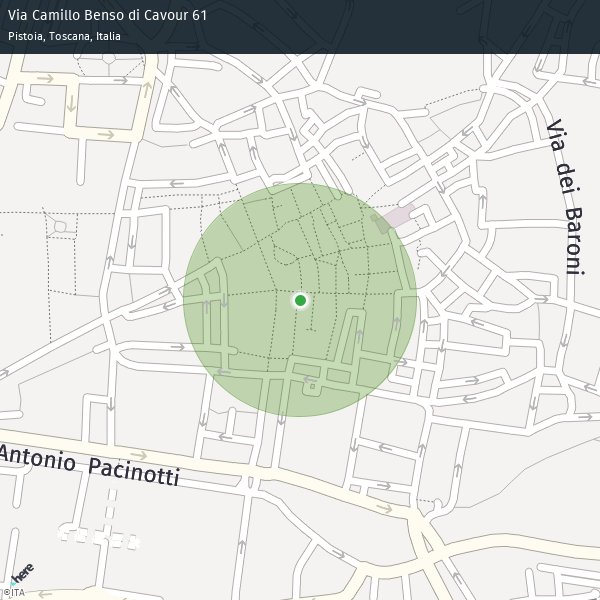 Via Camillo Benso di Cavour 61
Pistoia, Toscana, Italia
Via dei Baroni
Antonio Pacinotti
here
©ITA